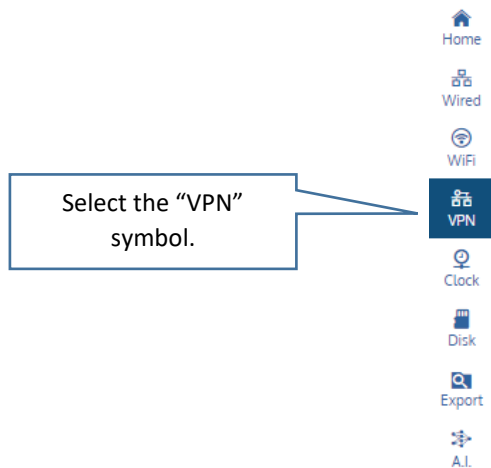 Home
Wired
WiFi
Select the “VPN”
symbol.
VPN
Clock
Disk
Export
A.I.